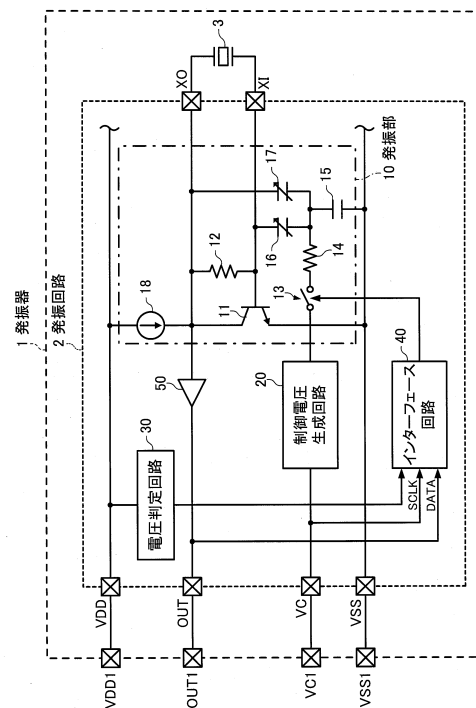 1 発振器
2 発振回路
3
XO
XI
10 発振部
17
15
16
14
12
13
18
11
50
20
制御電圧
生成回路
40
インターフェース
回路
30
電圧判定回路
SCLK
DATA
VDD
OUT
VC
VSS
VDD1
OUT1
VC1
VSS1